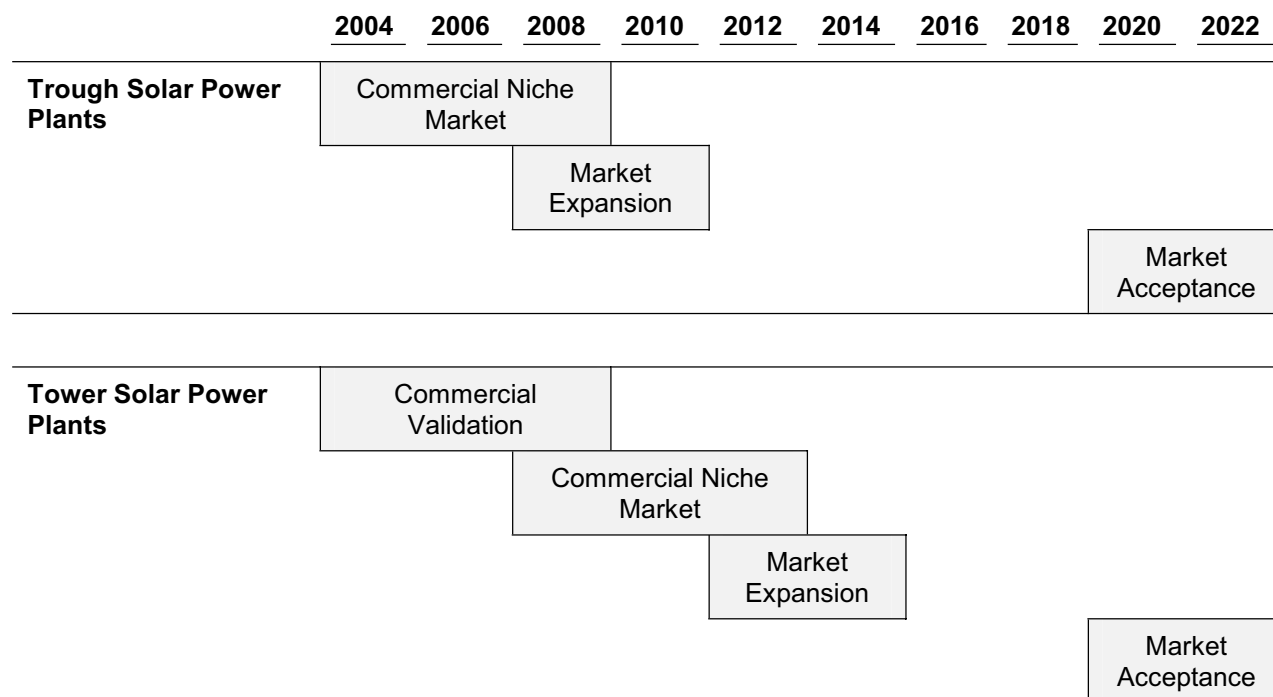 2004 2006 2008 2010 2012 2014 2016 2018 2020 2022
Trough Solar Power
Plants
Commercial Niche
Market
Market
Expansion
Market
Acceptance
Tower Solar Power
Plants
Commercial
Validation
Commercial Niche
Market
Market
Expansion
Market
Acceptance